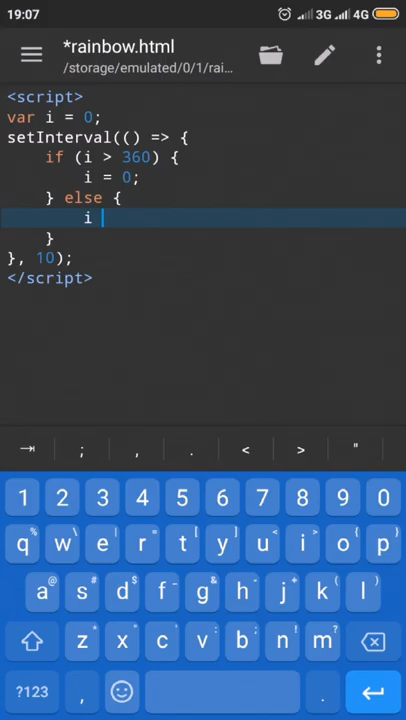 19:07 3G 4G
*rainbow.html
/storage/emulated/0/1/rai...
<script>
var i = 0;
setInterval(() => {
    if (i > 360) {
        i = 0;
    } else {
        i
    }
}, 10);
</script>
⇥ ; , . < > "
1 2 3 4 5 6 7 8 9 0
% \ | = [ ] < > { }
q w e r t y u i o p
@ # $ _ & - + ( )
a s d f g h j k l
* " ' : ; ! ?
z x c v b n m
?123 , .